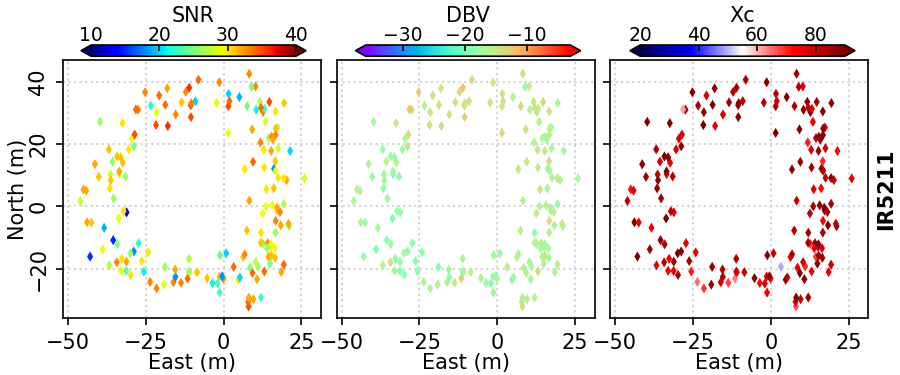 SNR DBV Xc
10 20 30 40 −30 −20 −10 20 40 60 80
40
20
0
−20
North (m)
IR5211
−50 −25 0 25 −50 −25 0 25 −50 −25 0 25
East (m) East (m) East (m)